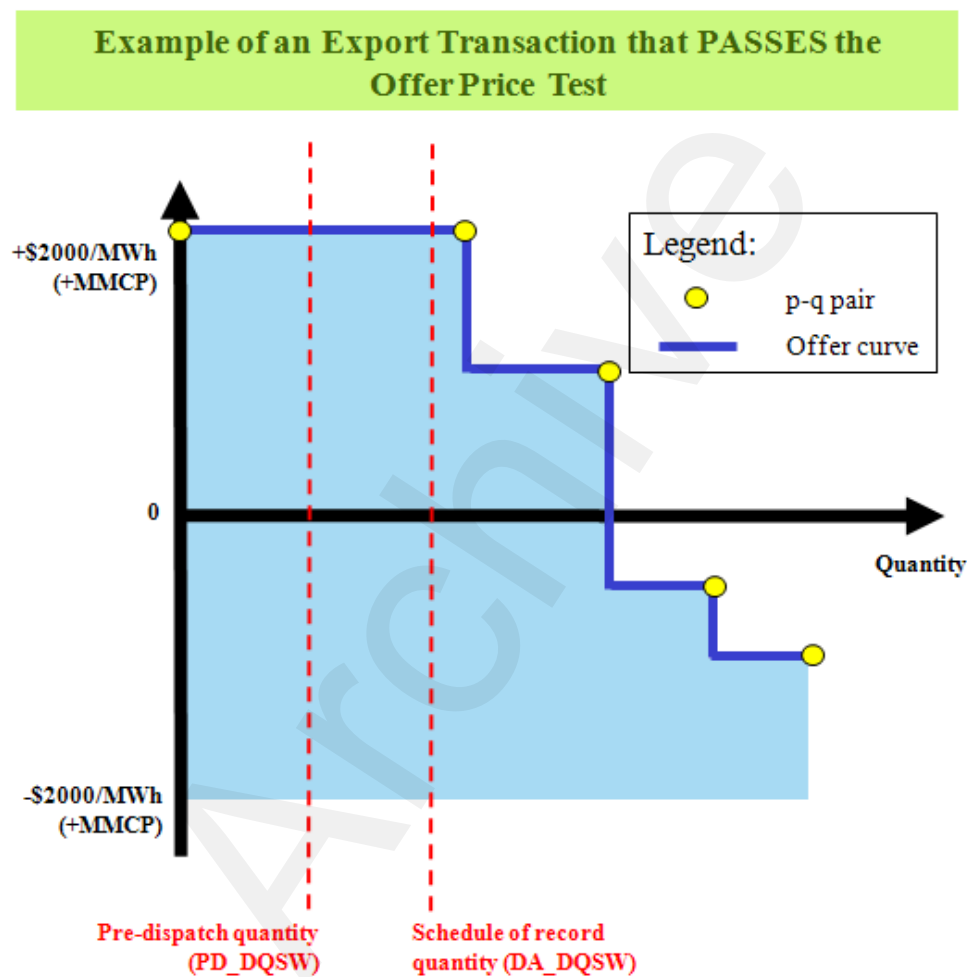 Example of an Export Transaction that PASSES the
Offer Price Test
+$2000/MWh
(+MMCP)
Legend:
p-q pair
Offer curve
0
Quantity
-$2000/MWh
(+MMCP)
Pre-dispatch quantity
(PD_DQSW)
Schedule of record
quantity (DA_DQSW)
Archive